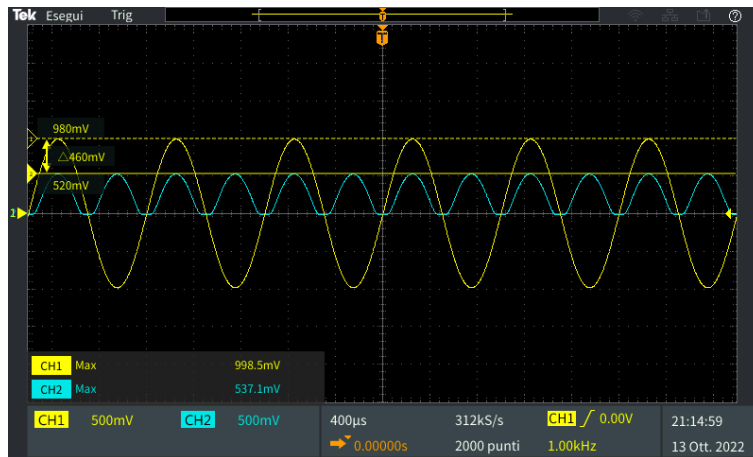 Tek Esegui Trig
T
T
980mV
△460mV
520mV
CH1 Max 998.5mV
CH2 Max 537.1mV
CH1 500mV CH2 500mV 400µs 312kS/s CH1 0.00V 21:14:59
0.00000s 2000 punti 1.00kHz 13 Ott. 2022